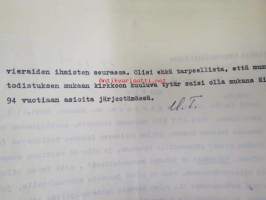 vieraiden ihmisten seurassa. Olisi ehkä tarpeellista, että
todistuksen mukaan kirkkoon kuuluva tytär saisi olla mukana
94 vuotiaan asioita järjestämässä.
U.T.